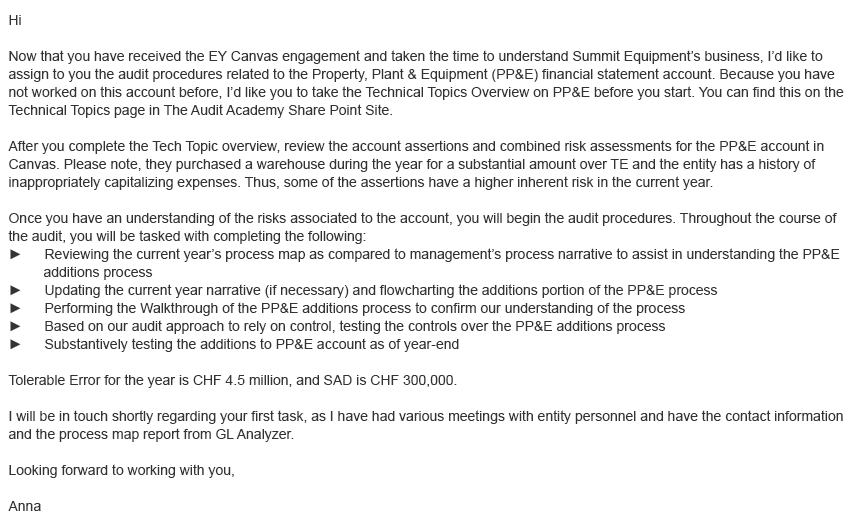 Hi
Now that you have received the EY Canvas engagement and taken the time to understand Summit Equipment's business, I'd like to
assign to you the audit procedures related to the Property, Plant & Equipment (PP&E) financial statement account. Because you have
not worked on this account before, I'd like you to take the Technical Topics Overview on PP&E before you start. You can find this on the
Technical Topics page in The Audit Academy Share Point Site.
After you complete the Tech Topic overview, review the account assertions and combined risk assessments for the PP&E account in
Canvas. Please note, they purchased a warehouse during the year for a substantial amount over TE and the entity has a history of
inappropriately capitalizing expenses. Thus, some of the assertions have a higher inherent risk in the current year.
Once you have an understanding of the risks associated to the account, you will begin the audit procedures. Throughout the course of
the audit, you will be tasked with completing the following:
► Reviewing the current year's process map as compared to management's process narrative to assist in understanding the PP&E
additions process
► Updating the current year narrative (if necessary) and flowcharting the additions portion of the PP&E process
► Performing the Walkthrough of the PP&E additions process to confirm our understanding of the process
► Based on our audit approach to rely on control, testing the controls over the PP&E additions process
► Substantively testing the additions to PP&E account as of year-end
Tolerable Error for the year is CHF 4.5 million, and SAD is CHF 300,000.
I will be in touch shortly regarding your first task, as I have had various meetings with entity personnel and have the contact information
and the process map report from GL Analyzer.
Looking forward to working with you,
Anna